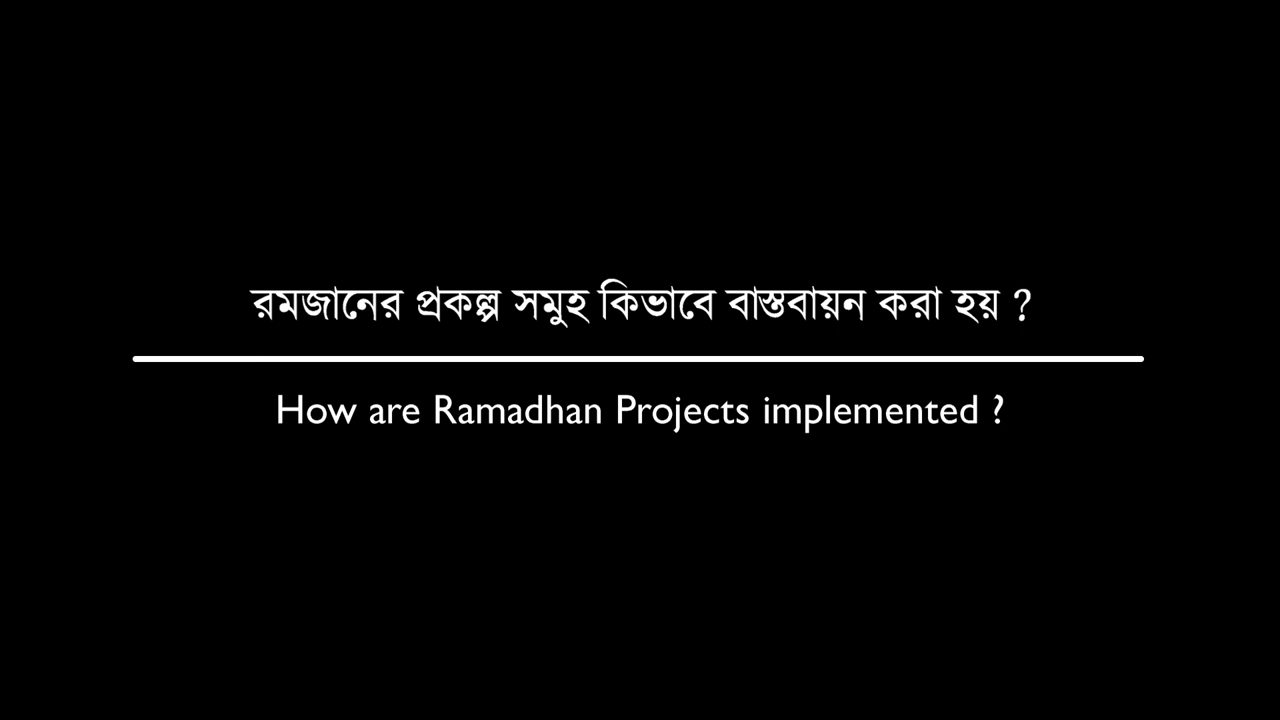 রমজানের প্রকল্প সমুহ কিভাবে বাস্তবায়ন করা হয় ?
How are Ramadhan Projects implemented ?